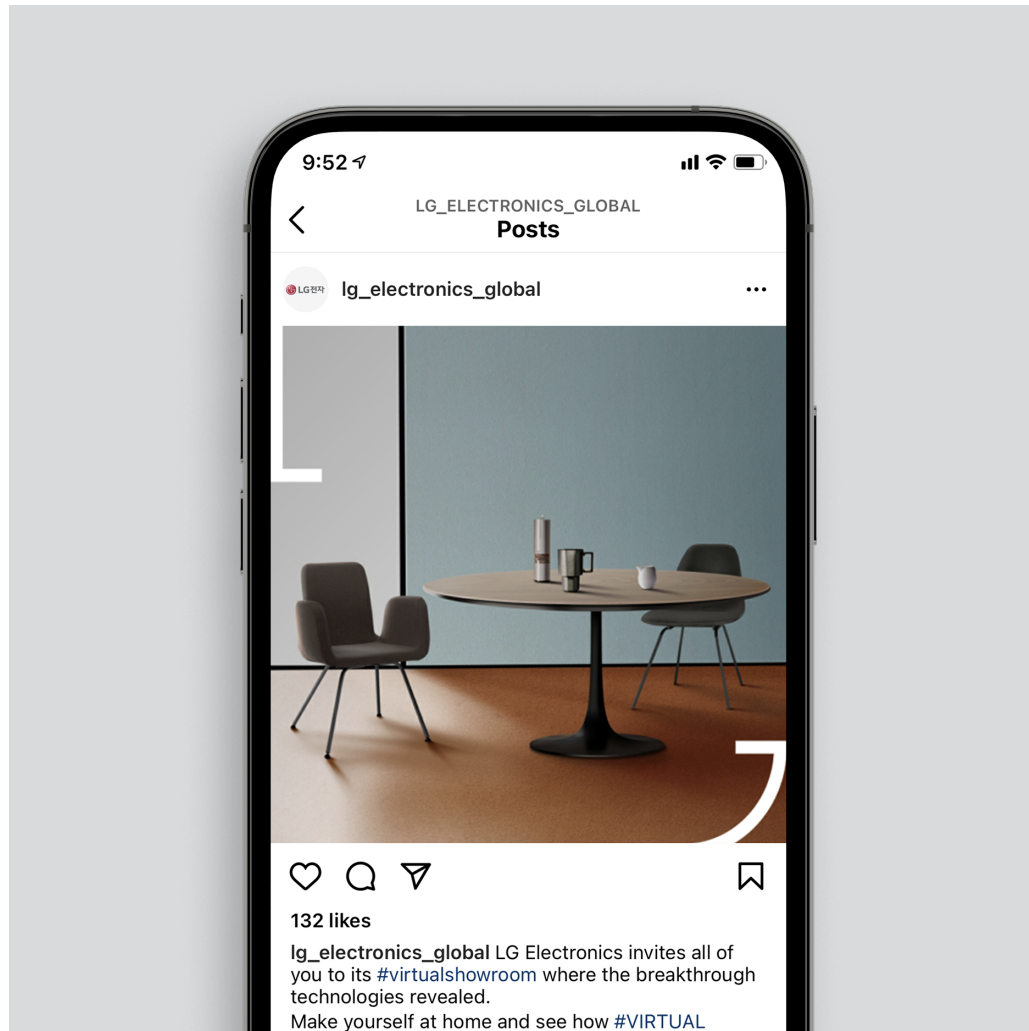 9:52
LG_ELECTRONICS_GLOBAL
Posts
LG전자
lg_electronics_global
L
132 likes
lg_electronics_global LG Electronics invites all of
you to its #virtualshowroom where the breakthrough
technologies revealed.
Make yourself at home and see how #VIRTUAL